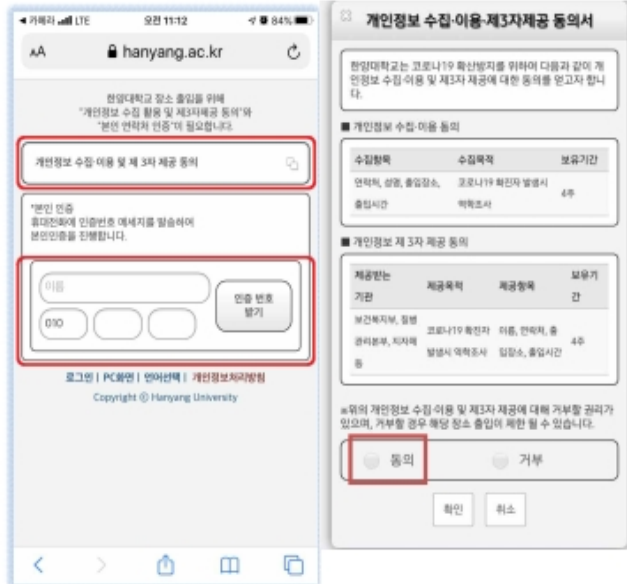 카메라 LTE 오전 11:12 84%
AA hanyang.ac.kr
한양대학교 장소 출입을 위해
"개인정보 수집 활용 및 제3자제공 동의"와
"본인 연락처 인증"이 필요합니다.
개인정보 수집·이용 및 제 3자 제공 동의
*본인 인증
휴대전화에 인증번호 메세지를 발송하여
본인인증을 진행합니다.
이름
010
인증 번호
받기
로그인 | PC화면 | 언어선택 | 개인정보처리방침
Copyright ⓒ Hanyang University
개인정보 수집·이용·제3자제공 동의서
한양대학교는 코로나19 확산방지를 위하여 다음과 같이 개
인정보 수집·이용 및 제3자 제공에 대한 동의를 얻고자 합니
다.
■ 개인정보 수집·이용 동의
수집항목 수집목적 보유기간
연락처, 성명, 출입장소, 코로나19 확진자 발생시 4주
출입시간 역학조사
■ 개인정보 제 3자 제공 동의
제공받는 제공목적 제공항목 보유기
기관 간
보건복지부, 질병
관리본부, 지자체 코로나19 확진자 이름, 연락처, 출 4주
등 발생시 역학조사 입장소, 출입시간
※위의 개인정보 수집·이용 및 제3자 제공에 대해 거부할 권리가
있으며, 거부할 경우 해당 장소 출입이 제한 될 수 있습니다.
동의 거부
확인 취소